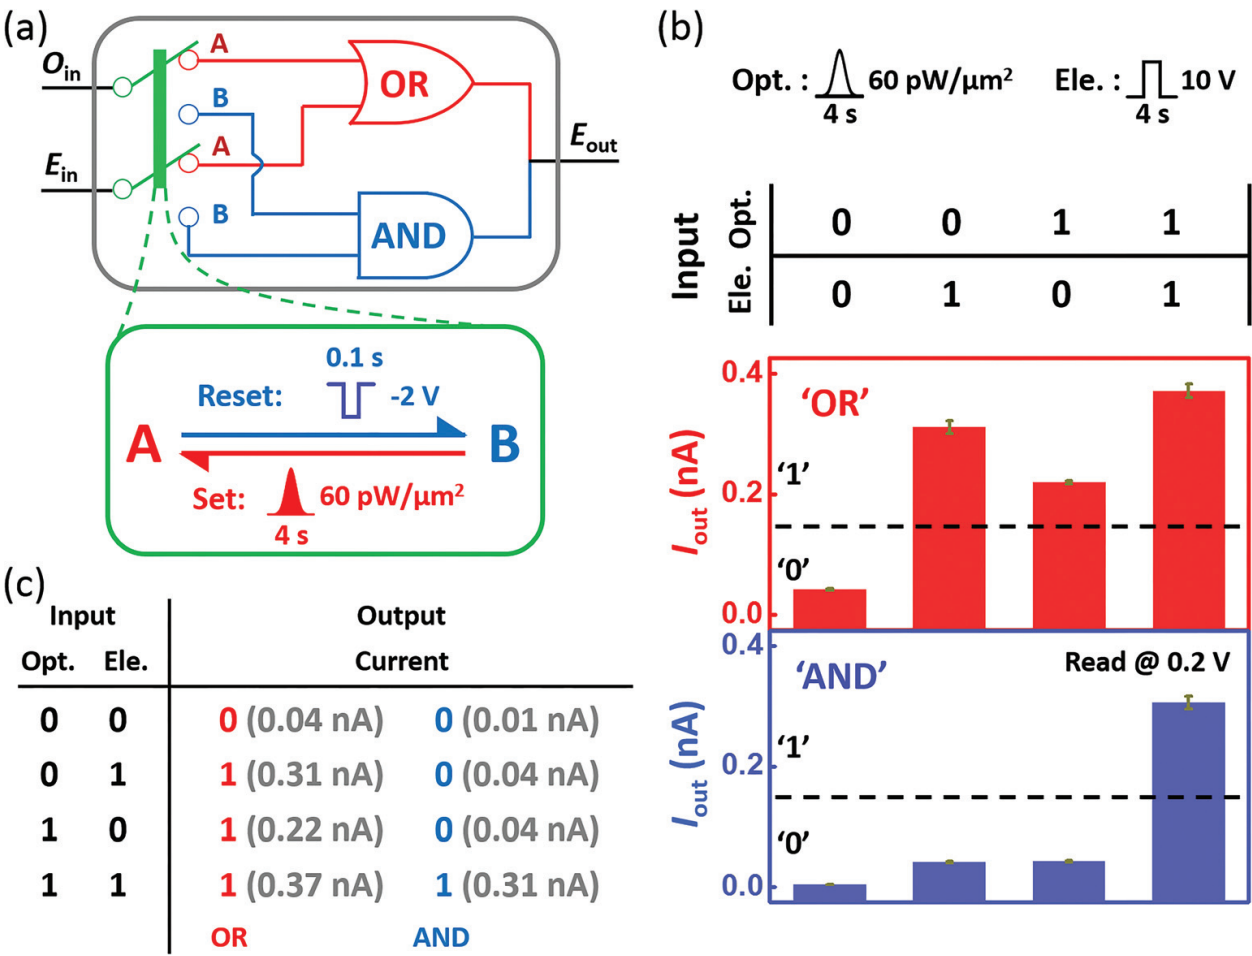 (a)
O_in
E_in
A
B
A
B
OR
AND
E_out
0.1 s
Reset: -2 V
A B
Set: 60 pW/μm²
4 s
(b)
Opt. : 60 pW/μm² Ele. : 10 V
4 s 4 s
Input
Opt. 0 0 1 1
Ele. 0 1 0 1
I_out (nA)
0.4
0.2
0.0
'OR'
'1'
'0'
I_out (nA)
0.4
0.2
0.0
'AND' Read @ 0.2 V
'1'
'0'
(c)
Input Output
Opt. Ele. Current
0 0 0 (0.04 nA) 0 (0.01 nA)
0 1 1 (0.31 nA) 0 (0.04 nA)
1 0 1 (0.22 nA) 0 (0.04 nA)
1 1 1 (0.37 nA) 1 (0.31 nA)
OR AND